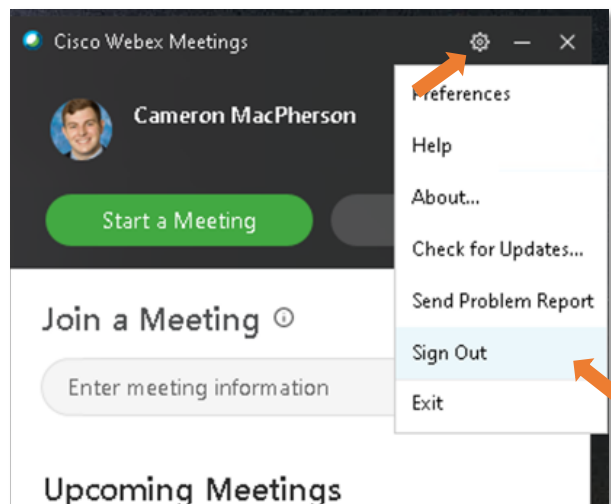 Cisco Webex Meetings
Cameron MacPherson
Start a Meeting
Preferences
Help
About...
Check for Updates...
Send Problem Report
Sign Out
Exit
Join a Meeting
Enter meeting information
Upcoming Meetings